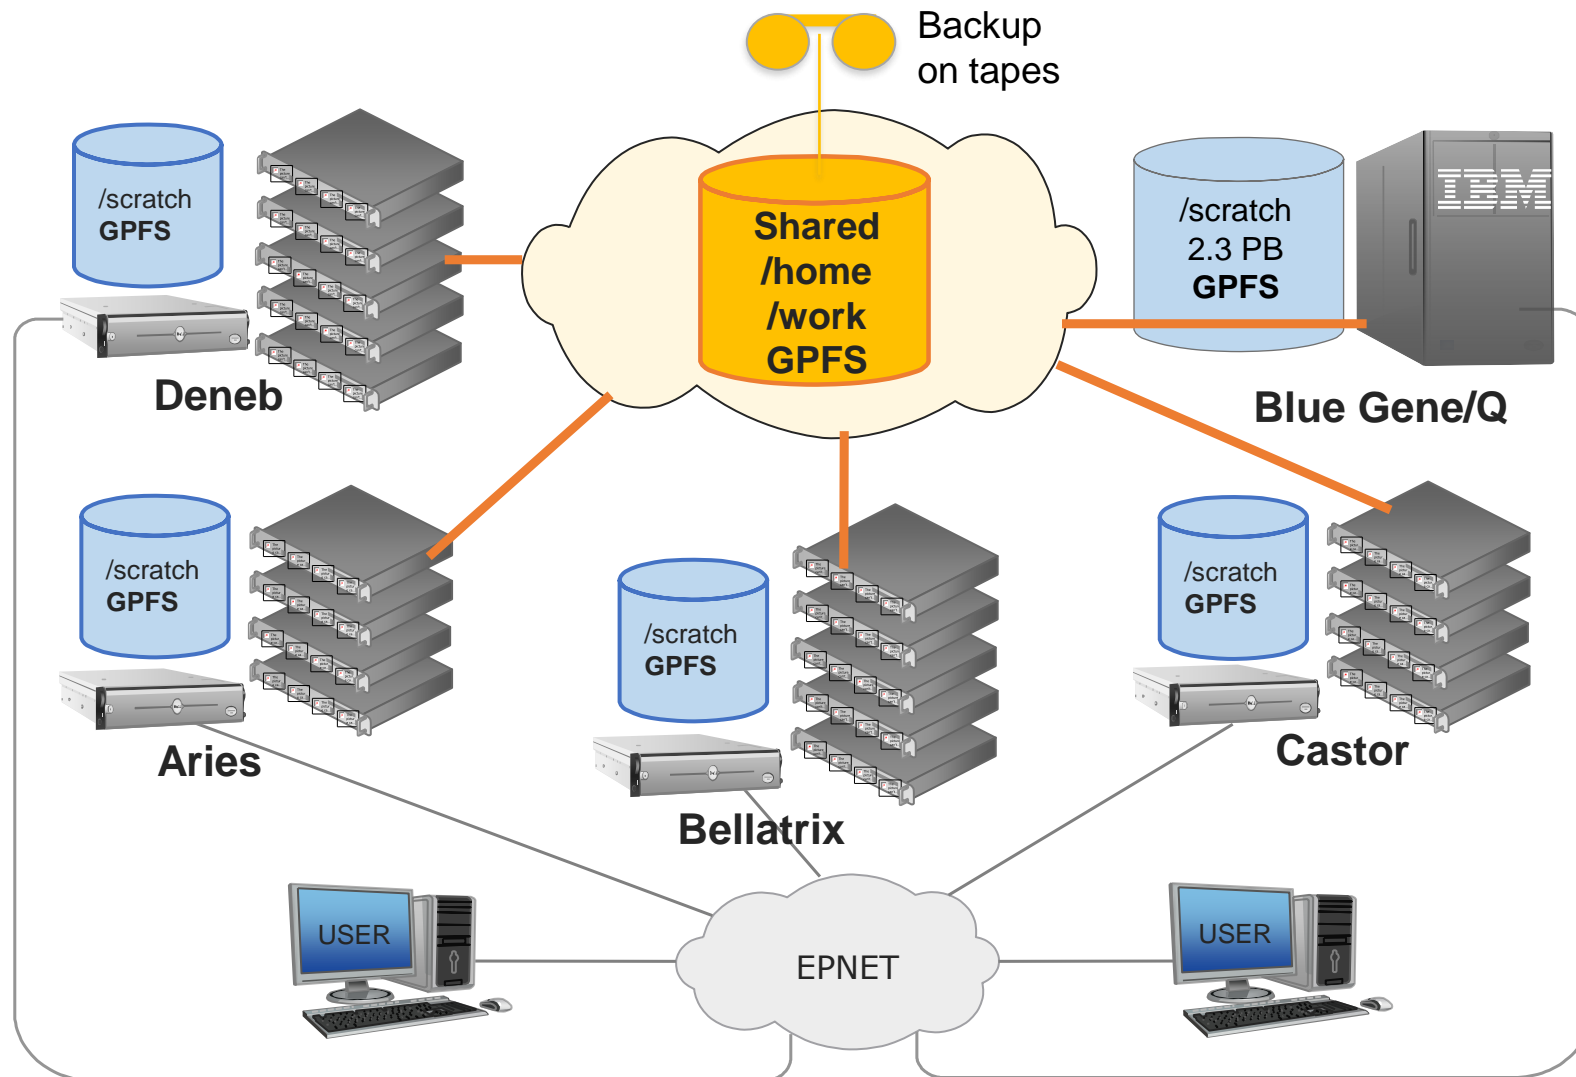 Backup
on tapes
/scratch
GPFS
Deneb
Shared
/home
/work
GPFS
/scratch
2.3 PB
GPFS
IBM
Blue Gene/Q
/scratch
GPFS
Aries
/scratch
GPFS
Bellatrix
/scratch
GPFS
Castor
USER
EPNET
USER